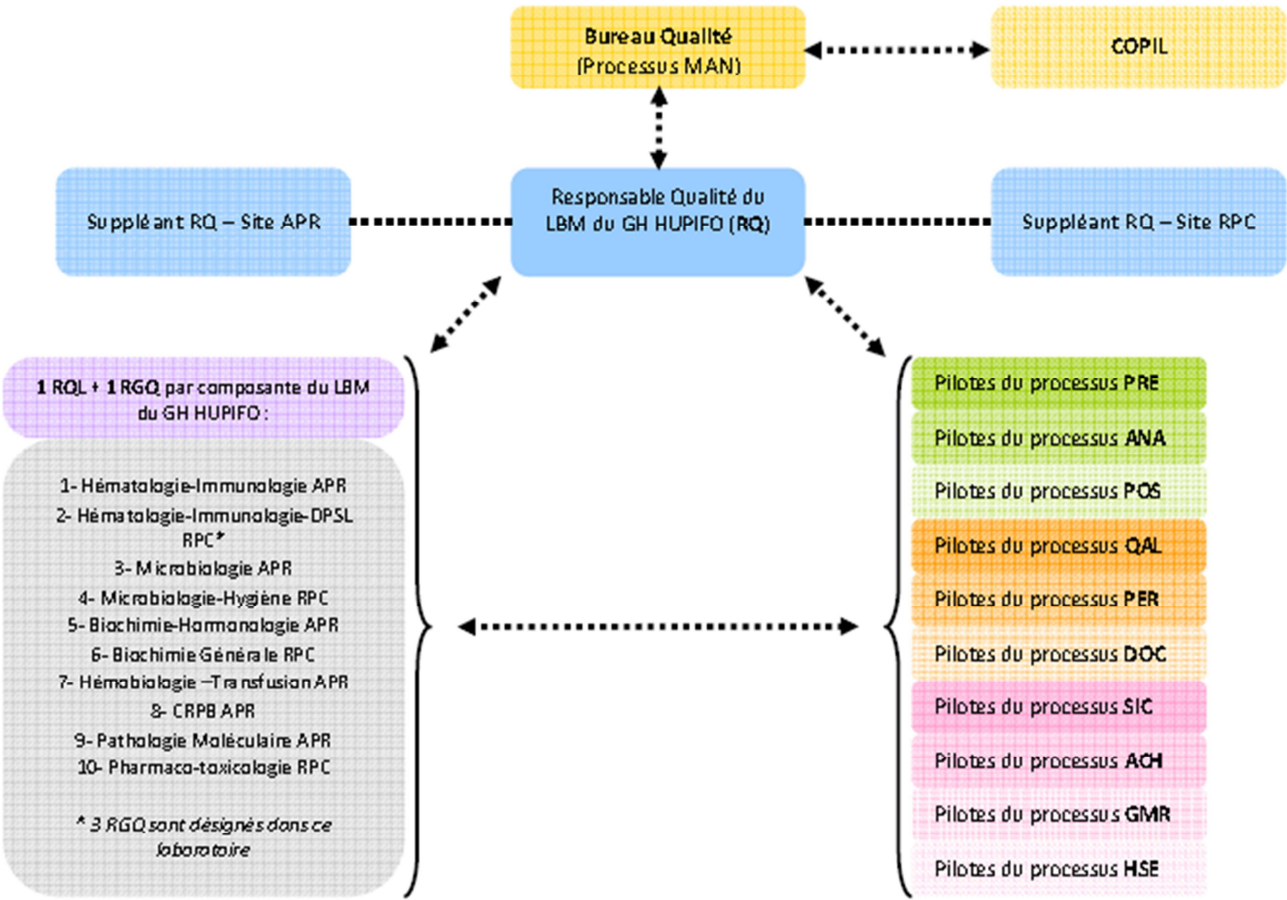 Bureau Qualité
(Processus MAN)
COPIL
Suppléant RQ – Site APR
Responsable Qualité du
LBM du GH HUPIFO (RQ)
Suppléant RQ – Site RPC
1 RQL + 1 RGQ par composante du LBM
du GH HUPIFO :
1- Hématologie-Immunologie APR
2- Hématologie-Immunologie-DPSL
RPC*
3- Microbiologie APR
4- Microbiologie-Hygiène RPC
5- Biochimie-Hormonologie APR
6- Biochimie Générale RPC
7- Hémobiologie –Transfusion APR
8- CRPB APR
9- Pathologie Moléculaire APR
10- Pharmaco-toxicologie RPC
* 3 RGQ sont désignés dans ce
laboratoire
Pilotes du processus PRE
Pilotes du processus ANA
Pilotes du processus POS
Pilotes du processus QAL
Pilotes du processus PER
Pilotes du processus DOC
Pilotes du processus SIC
Pilotes du processus ACH
Pilotes du processus GMR
Pilotes du processus HSE